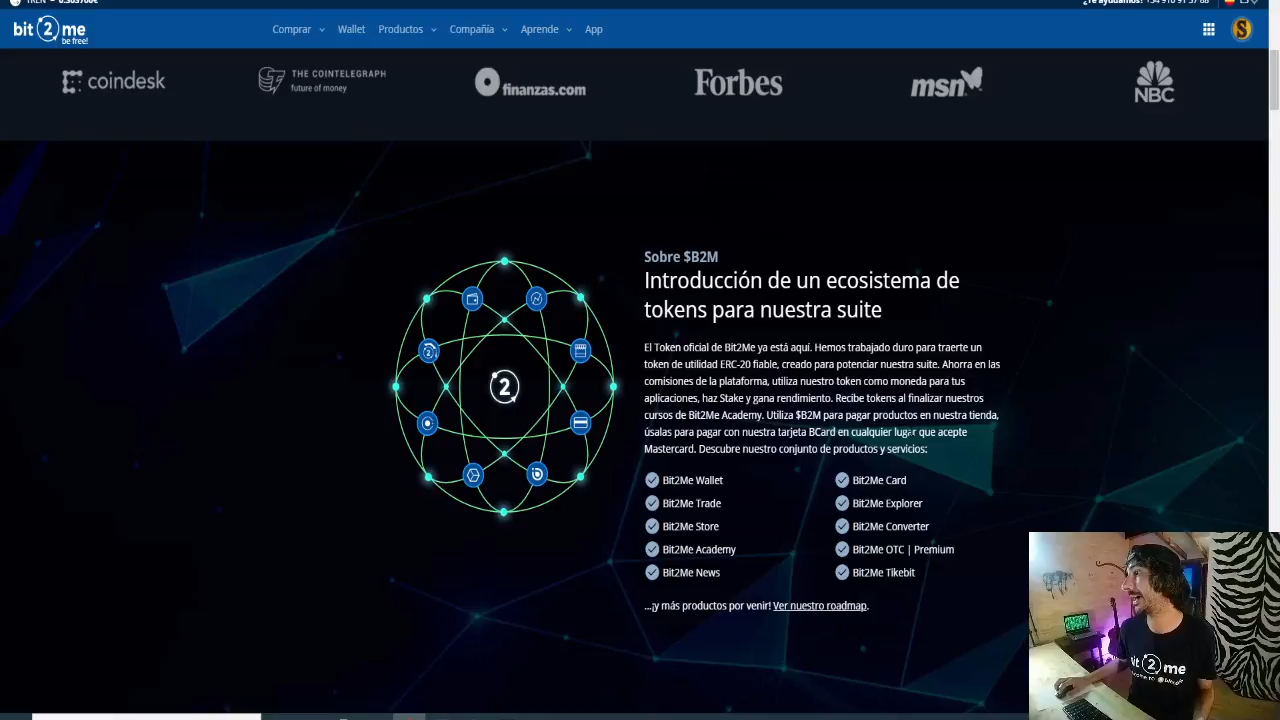 ¿Te ayudamos?
bit2me
be free!
Comprar
Wallet
Productos
Compañía
Aprende
App
coindesk
THE COINTELEGRAPH
future of money
finanzas.com
Forbes
msn
NBC
Sobre $B2M
Introducción de un ecosistema de
tokens para nuestra suite
El Token oficial de Bit2Me ya está aquí. Hemos trabajado duro para traerte un
token de utilidad ERC-20 fiable, creado para potenciar nuestra suite. Ahorra en las
comisiones de la plataforma, utiliza nuestro token como moneda para tus
aplicaciones, haz Stake y gana rendimiento. Recibe tokens al finalizar nuestros
cursos de Bit2Me Academy. Utiliza $B2M para pagar productos en nuestra tienda,
úsalas para pagar con nuestra tarjeta BCard en cualquier lugar que acepte
Mastercard. Descubre nuestro conjunto de productos y servicios:
Bit2Me Wallet
Bit2Me Trade
Bit2Me Store
Bit2Me Academy
Bit2Me News
Bit2Me Card
Bit2Me Explorer
Bit2Me Converter
Bit2Me OTC | Premium
Bit2Me Tikebit
...¡y más productos por venir! Ver nuestro roadmap.
2
bit2me